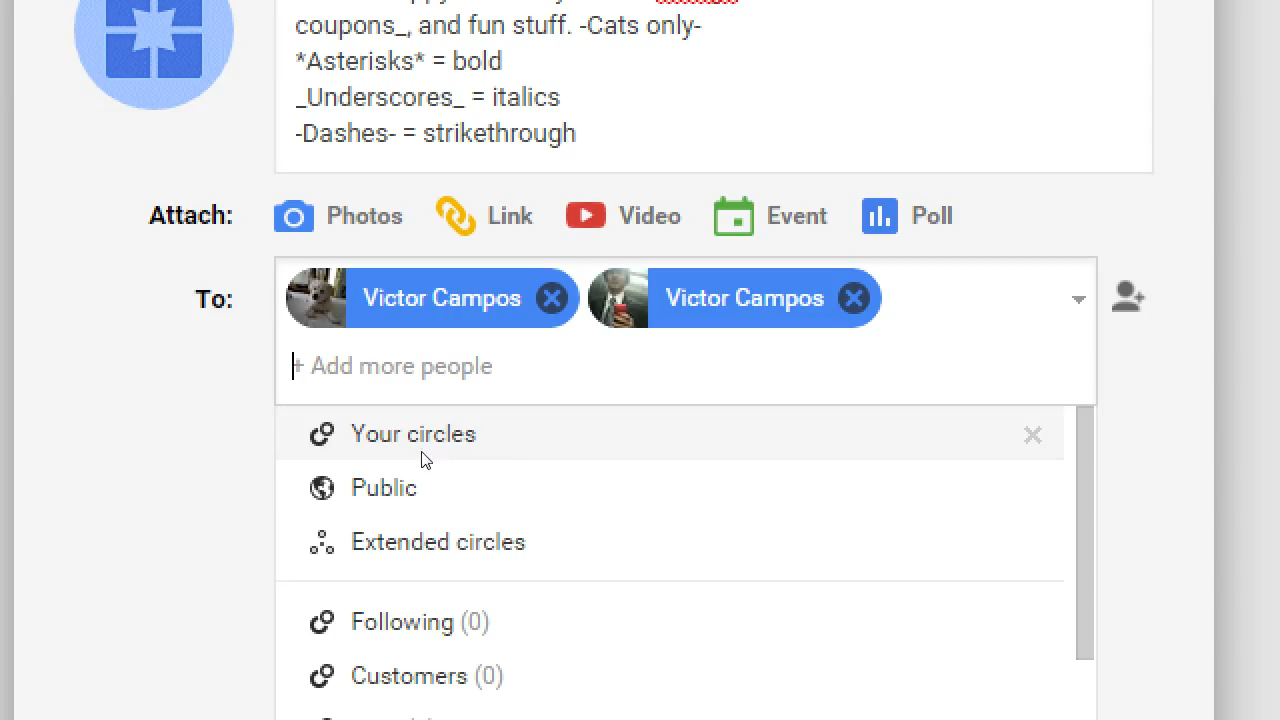 coupons_, and fun stuff. -Cats only-
*Asterisks* = bold
_Underscores_ = italics
-Dashes- = strikethrough
Attach: Photos Link Video Event Poll
To: Victor Campos Victor Campos
+ Add more people
Your circles
Public
Extended circles
Following (0)
Customers (0)